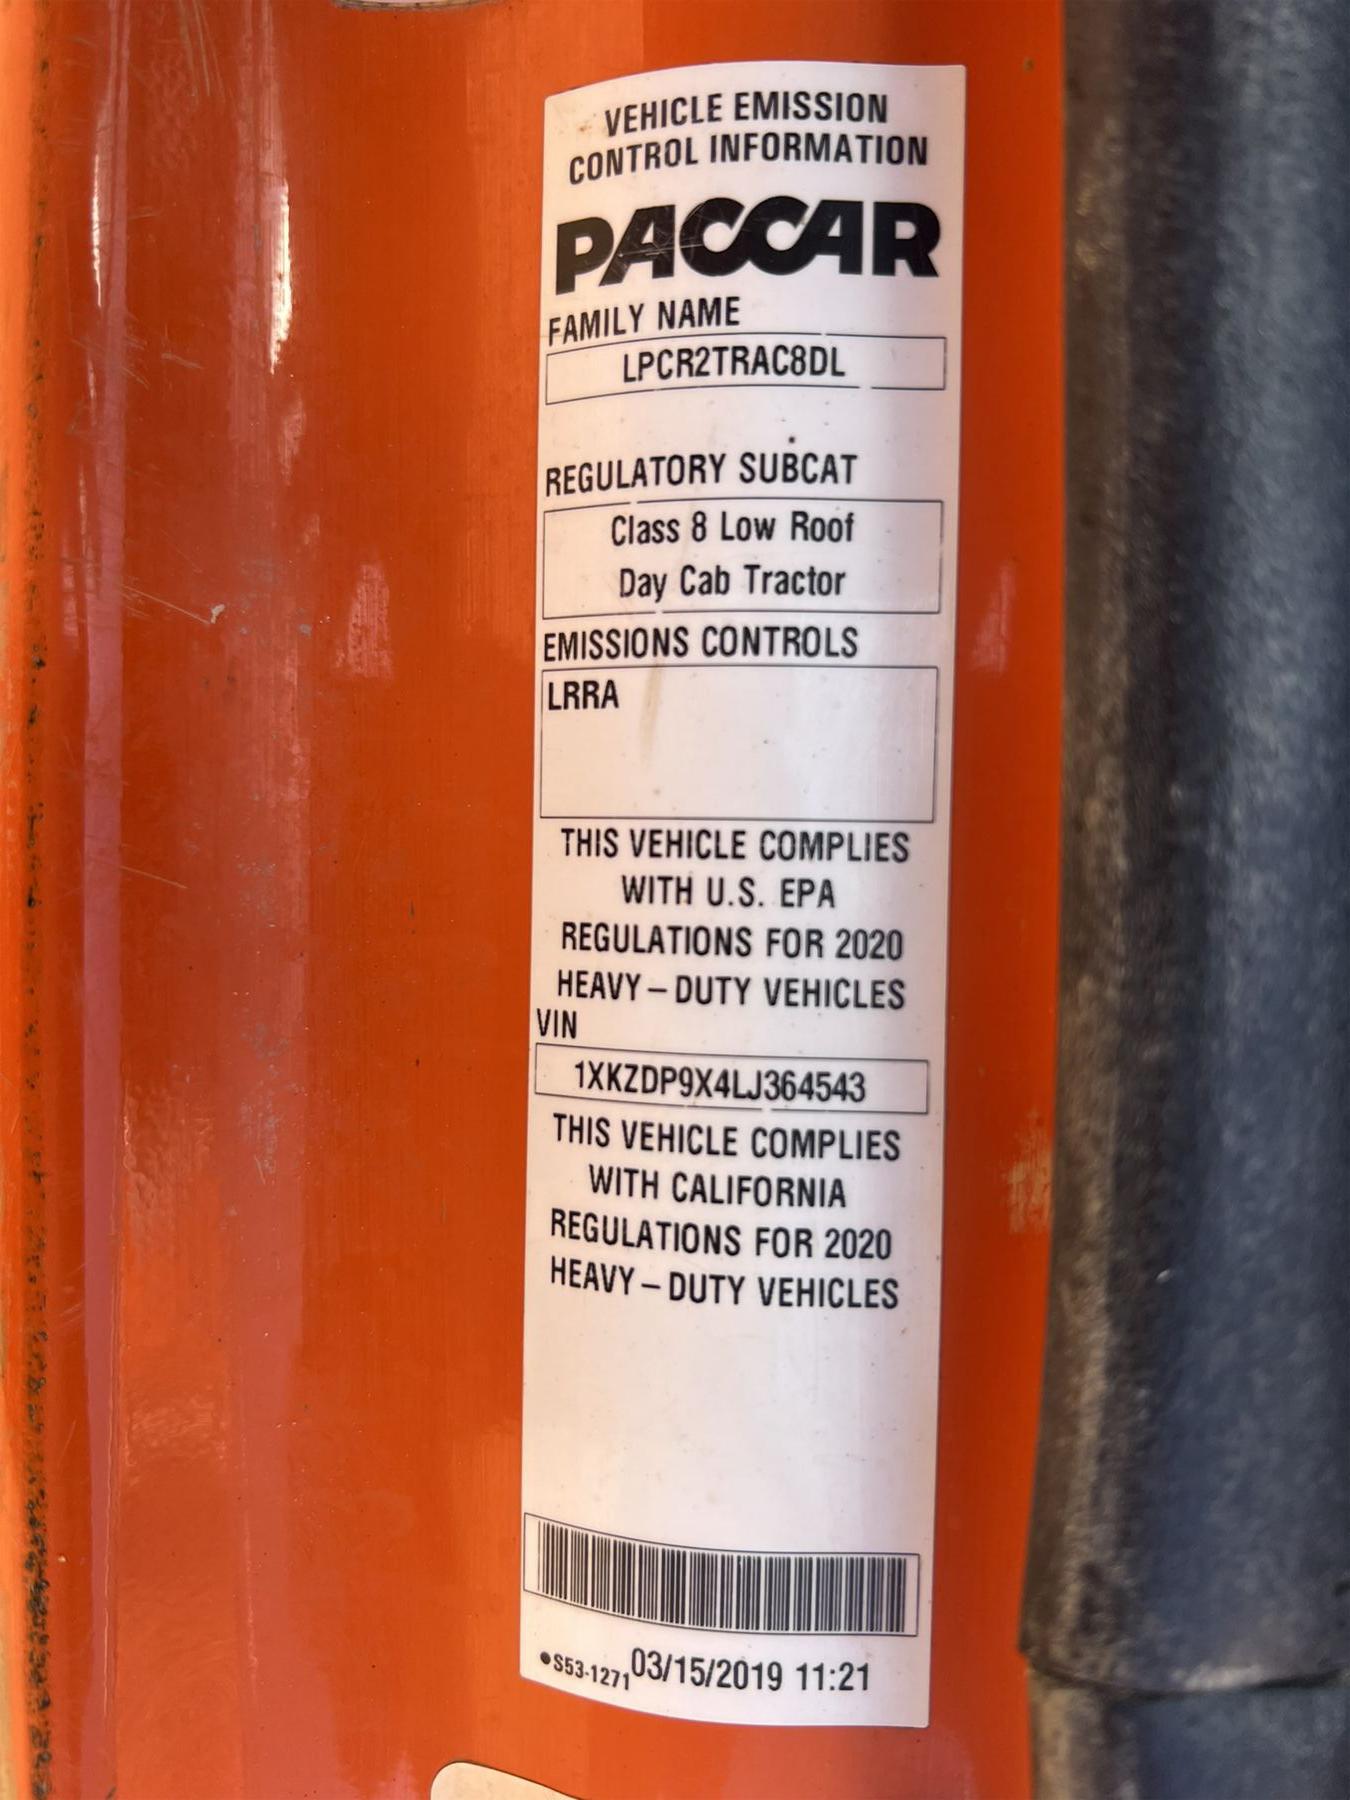 VEHICLE EMISSION
CONTROL INFORMATION
PACCAR
FAMILY NAME
LPCR2TRAC8DL
REGULATORY SUBCAT
Class 8 Low Roof
Day Cab Tractor
EMISSIONS CONTROLS
LRRA
THIS VEHICLE COMPLIES
WITH U.S. EPA
REGULATIONS FOR 2020
HEAVY – DUTY VEHICLES
VIN
1XKZDP9X4LJ364543
THIS VEHICLE COMPLIES
WITH CALIFORNIA
REGULATIONS FOR 2020
HEAVY – DUTY VEHICLES
•S53-1271 03/15/2019 11:21